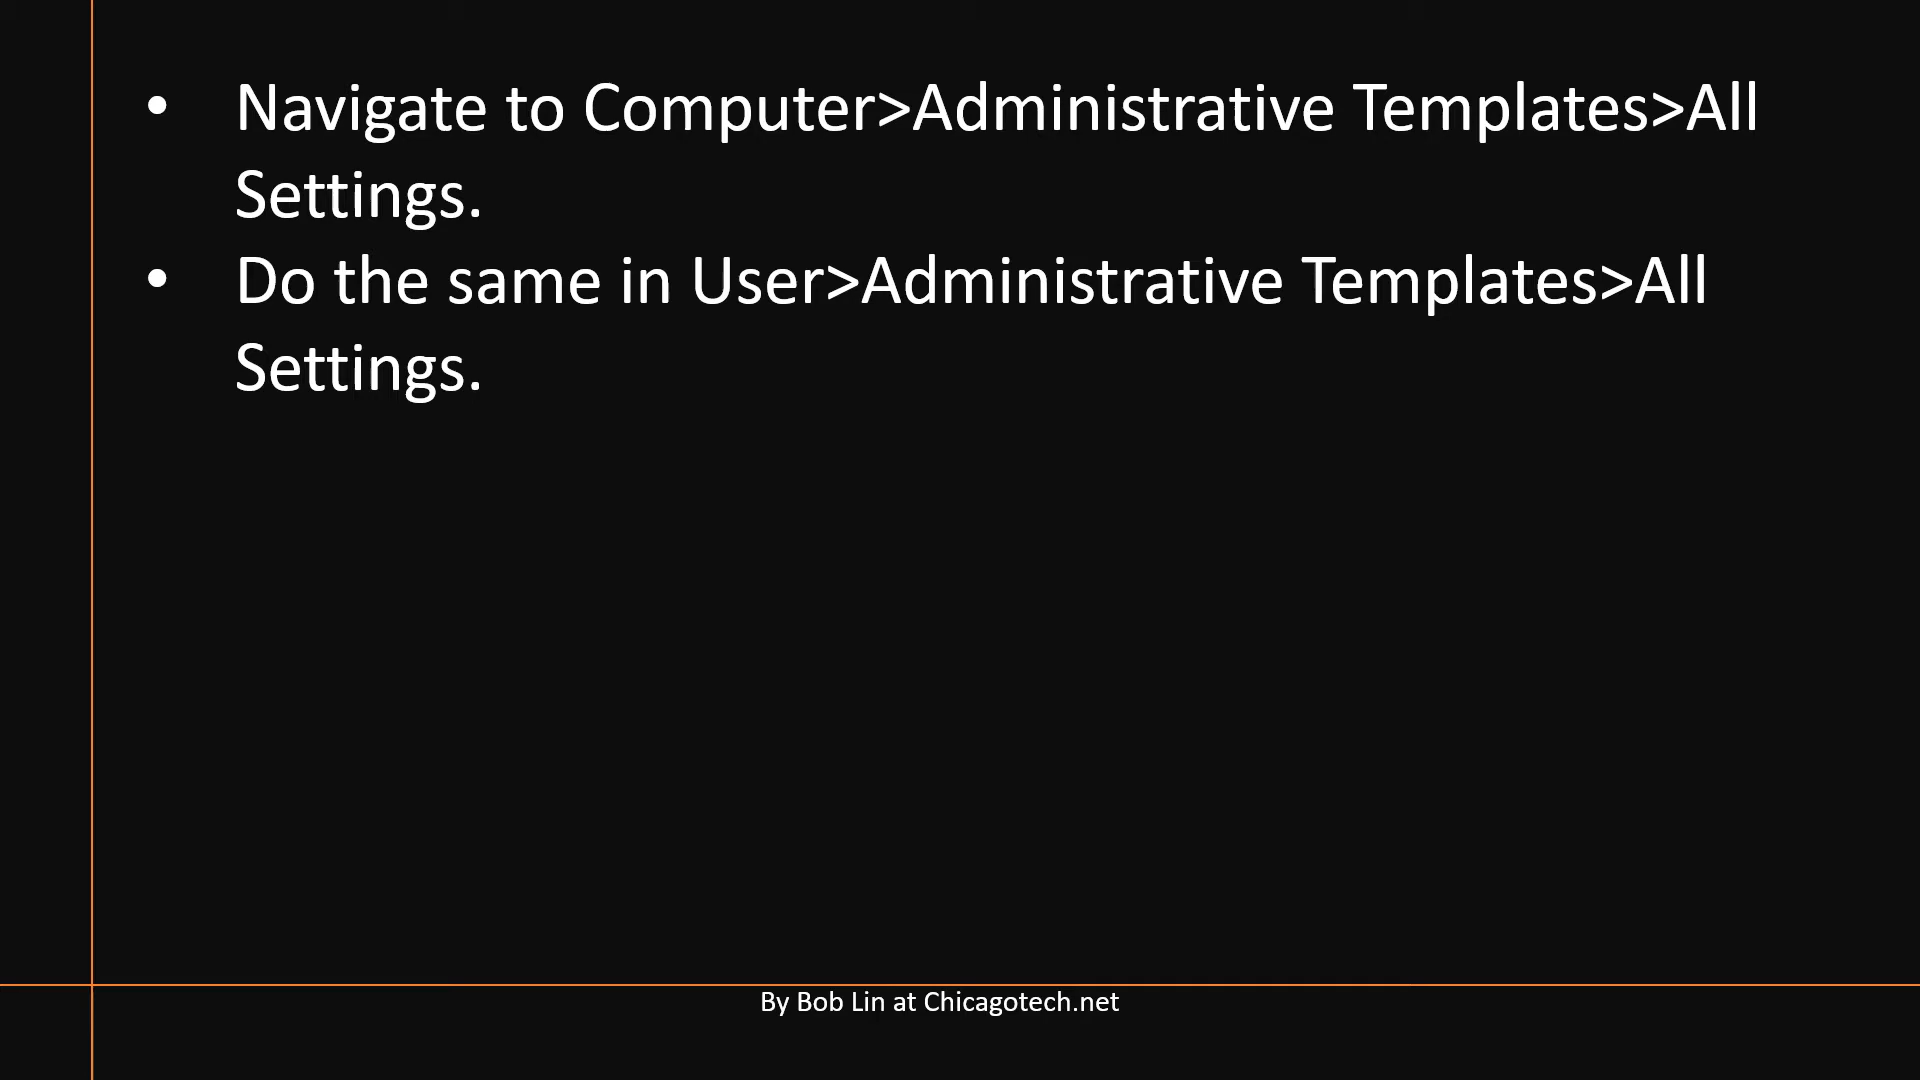 • Navigate to Computer>Administrative Templates>All
Settings.
• Do the same in User>Administrative Templates>All
Settings.
By Bob Lin at Chicagotech.net